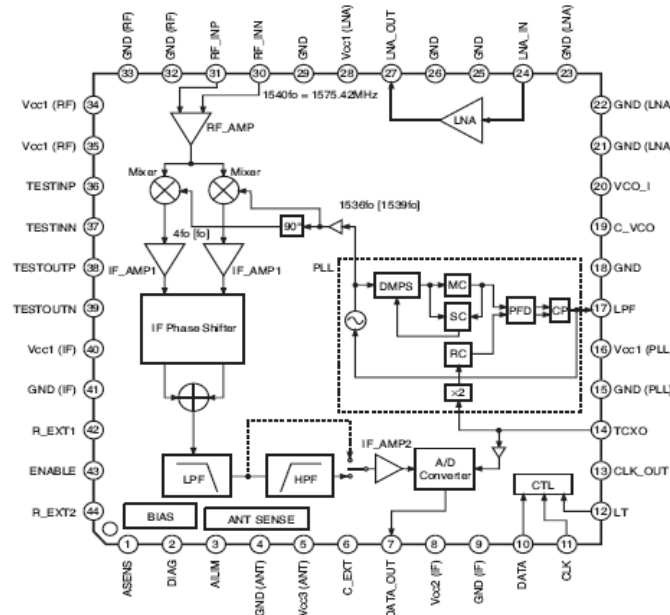 GND (RF)
GND (RF)
RF_INP
RF_INN
GND
Vcc1 (LNA)
LNA_OUT
GND
GND
LNA_IN
GND (LNA)
33
32
31
30
29
28
27
26
25
24
23
1540fo = 1575.42MHz
Vcc1 (RF)
34
RF_AMP
LNA
22
GND (LNA)
Vcc1 (RF)
35
21
GND (LNA)
Mixer
Mixer
TESTINP
36
1536fo [1539fo]
20
VCO_I
TESTINN
37
4fo [fo]
90°
19
C_VCO
TESTOUTP
38
IF_AMP1
IF_AMP1
PLL
18
GND
DMPS
MC
TESTOUTN
39
SC
PFD
CP
17
LPF
IF Phase Shifter
Vcc1 (IF)
40
RC
16
Vcc1 (PLL)
GND (IF)
41
×2
15
GND (PLL)
R_EXT1
42
14
TCXO
IF_AMP2
ENABLE
43
LPF
HPF
A/D
Converter
CTL
13
CLK_OUT
R_EXT2
44
BIAS
ANT SENSE
12
LT
1
2
3
4
5
6
7
8
9
10
11
ASENS
DIAG
AILIM
GND (ANT)
Vcc3 (ANT)
C_EXT
DATA_OUT
Vcc2 (IF)
GND (IF)
DATA
CLK